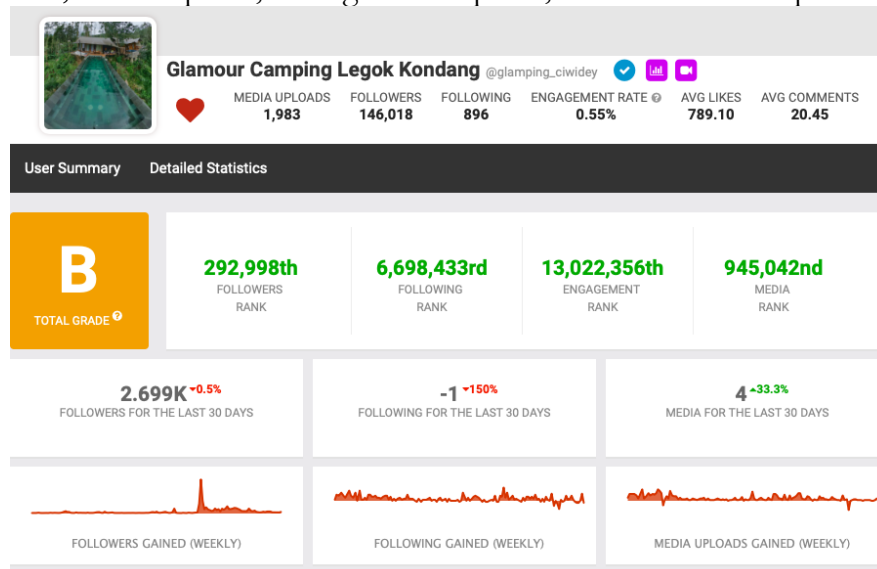 Glamour Camping Legok Kondang @glamping_ciwidey
MEDIA UPLOADS FOLLOWERS FOLLOWING ENGAGEMENT RATE AVG LIKES AVG COMMENTS
1,983 146,018 896 0.55% 789.10 20.45
User Summary Detailed Statistics
B
TOTAL GRADE
292,998th
FOLLOWERS
RANK
6,698,433rd
FOLLOWING
RANK
13,022,356th
ENGAGEMENT
RANK
945,042nd
MEDIA
RANK
2.699K 0.5%
FOLLOWERS FOR THE LAST 30 DAYS
-1 150%
FOLLOWING FOR THE LAST 30 DAYS
4 33.3%
MEDIA FOR THE LAST 30 DAYS
FOLLOWERS GAINED (WEEKLY)
FOLLOWING GAINED (WEEKLY)
MEDIA UPLOADS GAINED (WEEKLY)